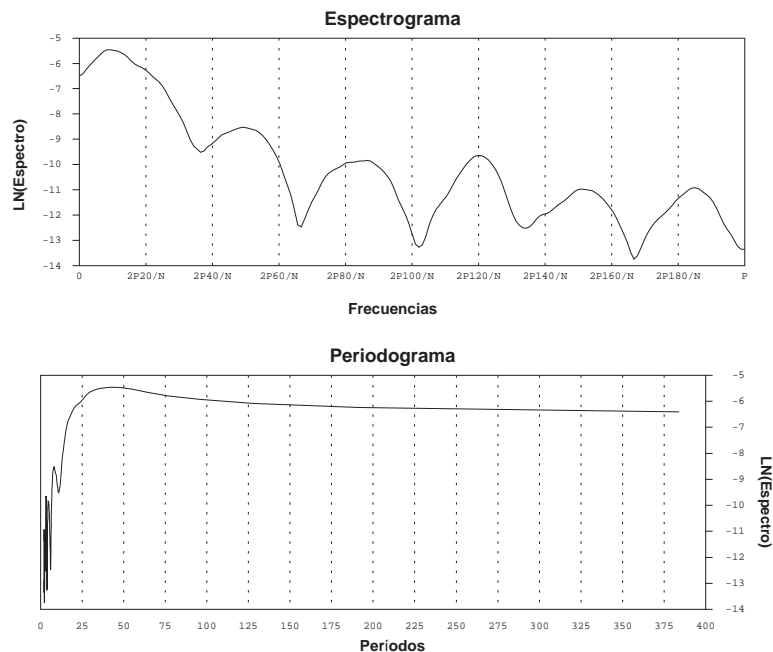 Espectrograma
LN(Espectro)
-5
-6
-7
-8
-9
-10
-11
-12
-13
-14
0 2P20/N 2P40/N 2P60/N 2P80/N 2P100/N 2P120/N 2P140/N 2P160/N 2P180/N P
Frecuencias
Periodograma
-5
-6
-7
-8
-9
-10
-11
-12
-13
-14
LN(Espectro)
0 25 50 75 100 125 150 175 200 225 250 275 300 325 350 375 400
Períodos